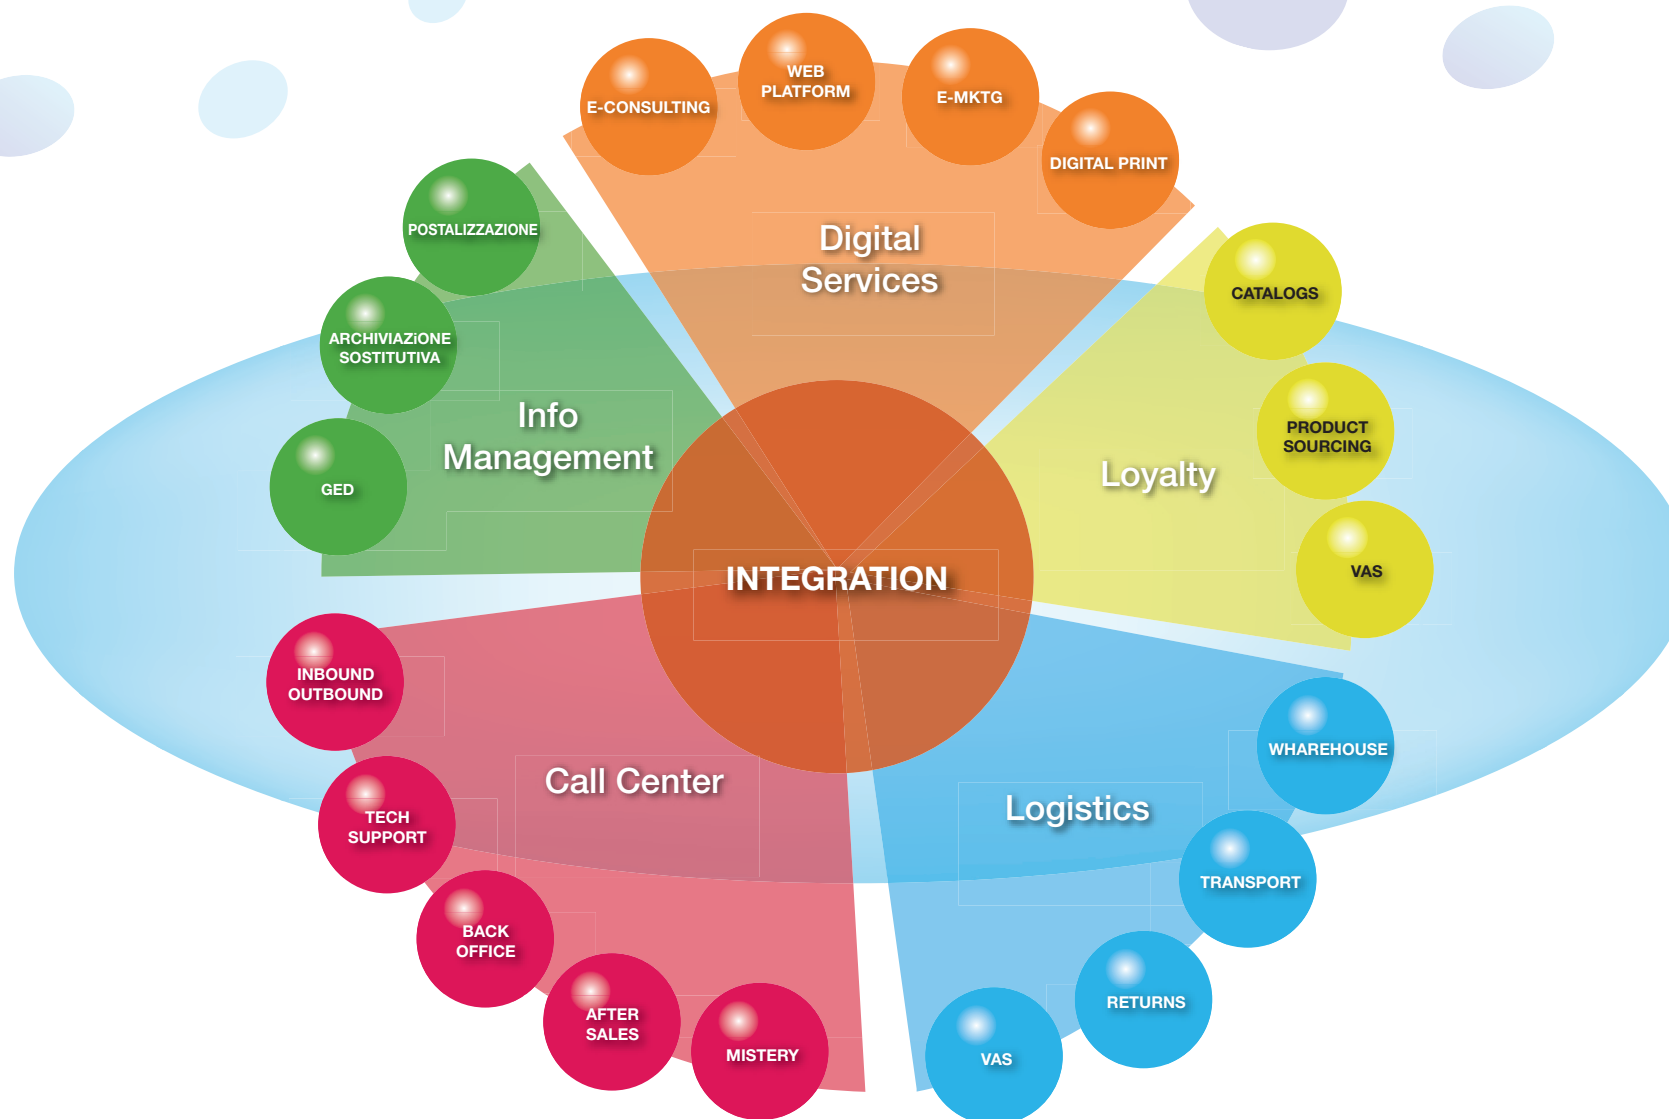 E-CONSULTING
WEB
PLATFORM
E-MKTG
DIGITAL PRINT
POSTALIZZAZIONE
ARCHIVIAZiONE
SOSTITUTIVA
GED
Digital
Services
Info
Management
CATALOGS
PRODUCT
SOURCING
VAS
Loyalty
INTEGRATION
INBOUND
OUTBOUND
TECH
SUPPORT
BACK
OFFICE
AFTER
SALES
MISTERY
Call Center
Logistics
WHAREHOUSE
TRANSPORT
RETURNS
VAS